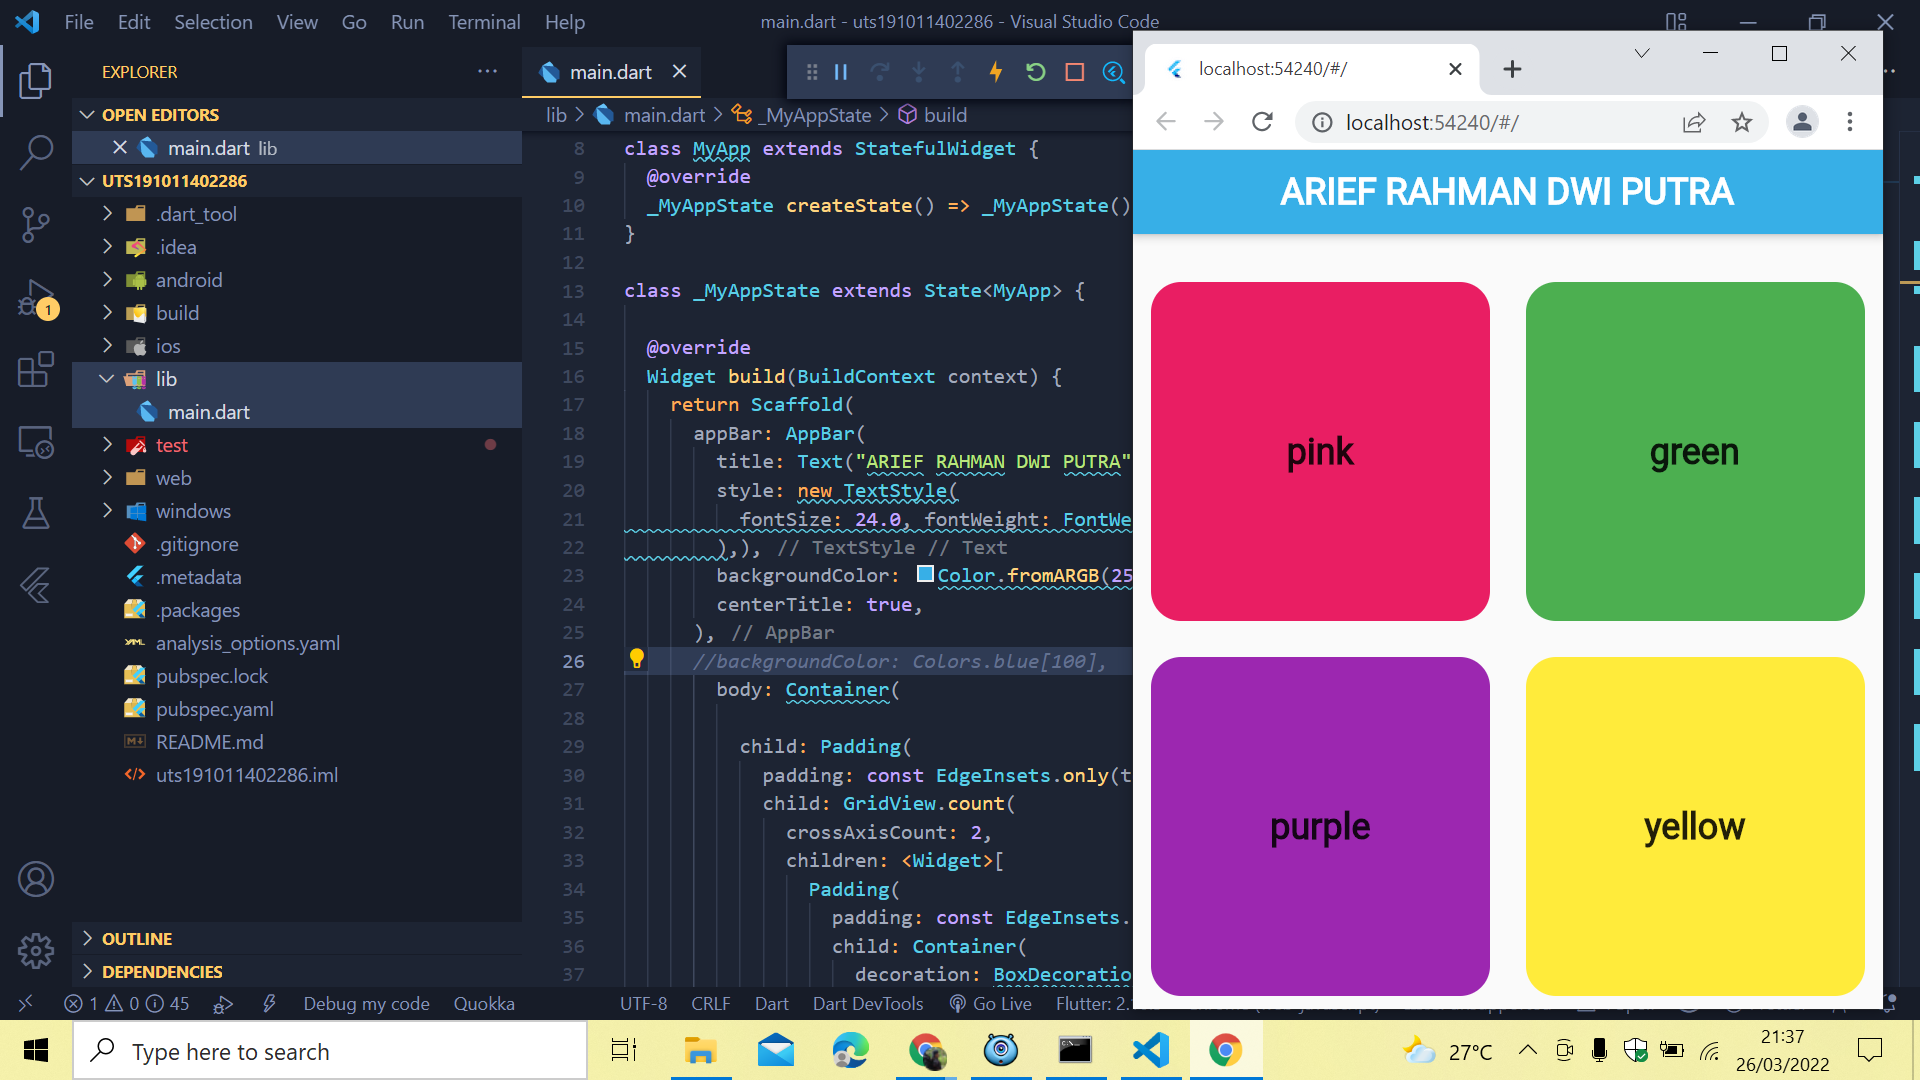 File Edit Selection View Go Run Terminal Help
main.dart - uts191011402286 - Visual Studio Code
EXPLORER
OPEN EDITORS
main.dart lib
UTS191011402286
.dart_tool
.idea
android
build
ios
lib
main.dart
test
web
windows
.gitignore
.metadata
.packages
analysis_options.yaml
pubspec.lock
pubspec.yaml
README.md
uts191011402286.iml
OUTLINE
DEPENDENCIES
1
main.dart
lib > main.dart > _MyAppState > build
8 class MyApp extends StatefulWidget {
9 @override
10 _MyAppState createState() => _MyAppState()
11 }
12
13 class _MyAppState extends State<MyApp> {
14
15 @override
16 Widget build(BuildContext context) {
17 return Scaffold(
18 appBar: AppBar(
19 title: Text("ARIEF RAHMAN DWI PUTRA"
20 style: new TextStyle(
21 fontSize: 24.0, fontWeight: FontWe
22 ),), // TextStyle // Text
23 backgroundColor: Color.fromARGB(25
24 centerTitle: true,
25 ), // AppBar
26 //backgroundColor: Colors.blue[100],
27 body: Container(
28
29 child: Padding(
30 padding: const EdgeInsets.only(t
31 child: GridView.count(
32 crossAxisCount: 2,
33 children: <Widget>[
34 Padding(
35 padding: const EdgeInsets.
36 child: Container(
37 decoration: BoxDecoratio
localhost:54240/#/
localhost:54240/#/
ARIEF RAHMAN DWI PUTRA
pink
green
purple
yellow
1 0 45 Debug my code Quokka UTF-8 CRLF Dart Dart DevTools Go Live Flutter: 2.
Type here to search
27°C
21:37
26/03/2022